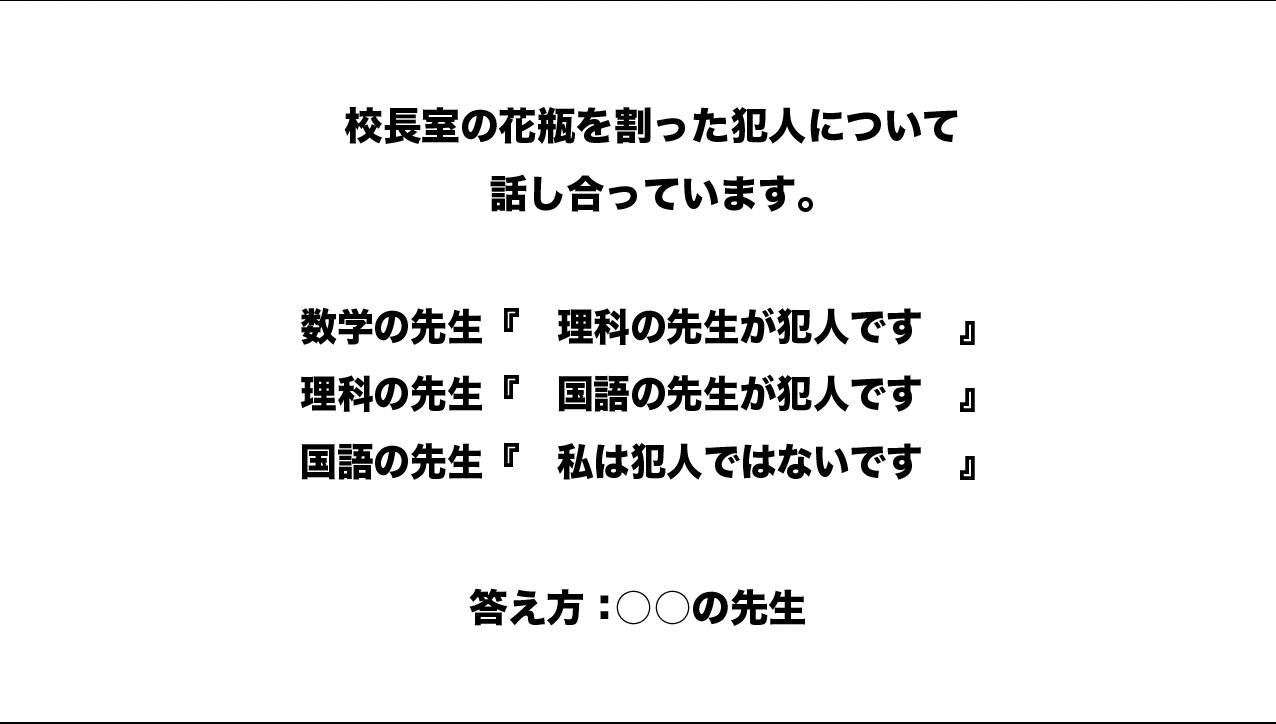 校長室の花瓶を割った犯人について
話し合っています。
数学の先生『　理科の先生が犯人です　』
理科の先生『　国語の先生が犯人です　』
国語の先生『　私は犯人ではないです　』
答え方：○○の先生